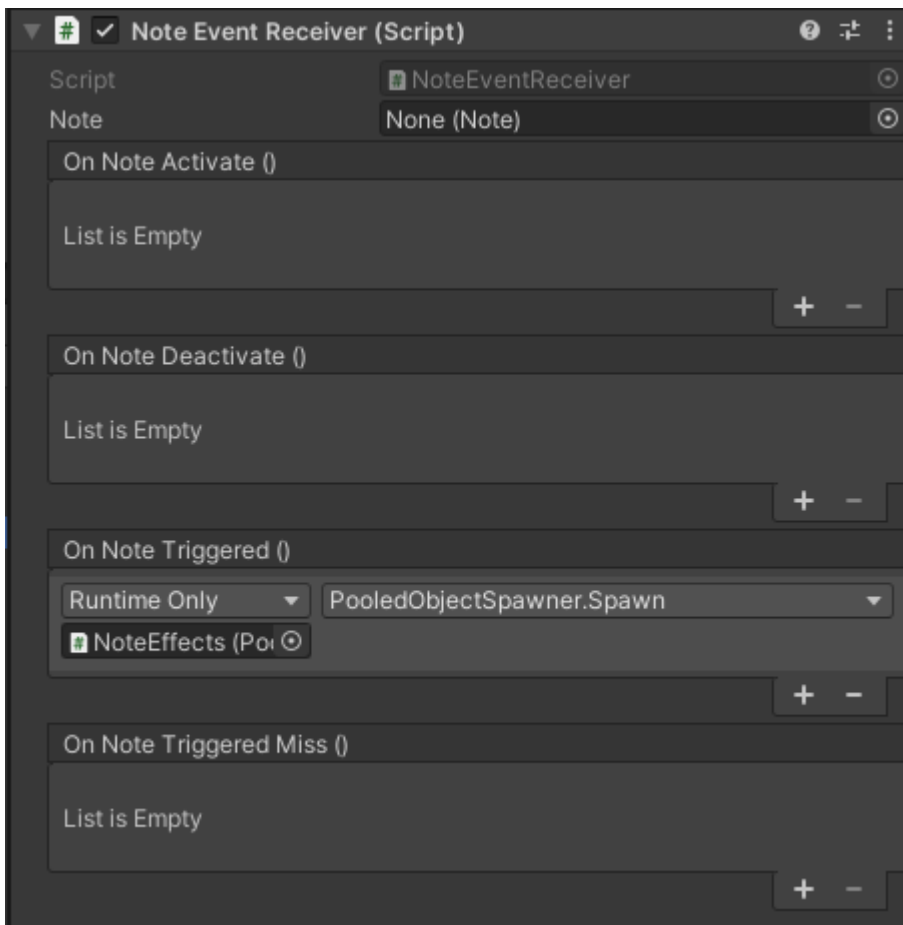 Note Event Receiver (Script)
Script NoteEventReceiver
Note None (Note)
On Note Activate ()
List is Empty
On Note Deactivate ()
List is Empty
On Note Triggered ()
Runtime Only PooledObjectSpawner.Spawn
NoteEffects (Poo
On Note Triggered Miss ()
List is Empty